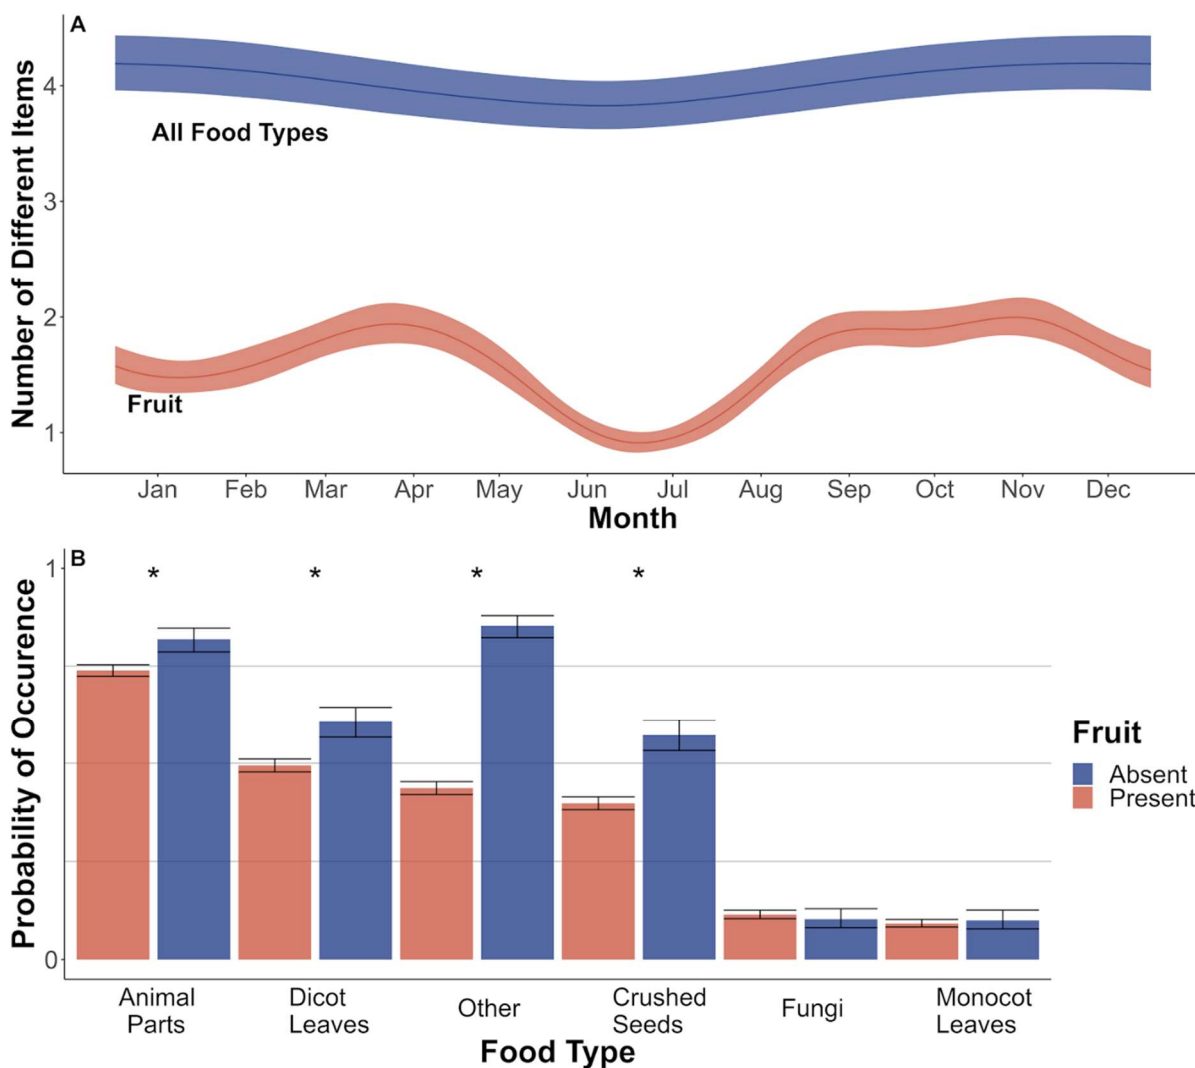 A
Number of Different Items
4
3
2
1
All Food Types
Fruit
Jan Feb Mar Apr May Jun Jul Aug Sep Oct Nov Dec
Month
B
Probability of Occurence
1
0
* * * *
Animal Parts
Dicot Leaves
Other
Crushed Seeds
Fungi
Monocot Leaves
Food Type
Fruit
Absent
Present